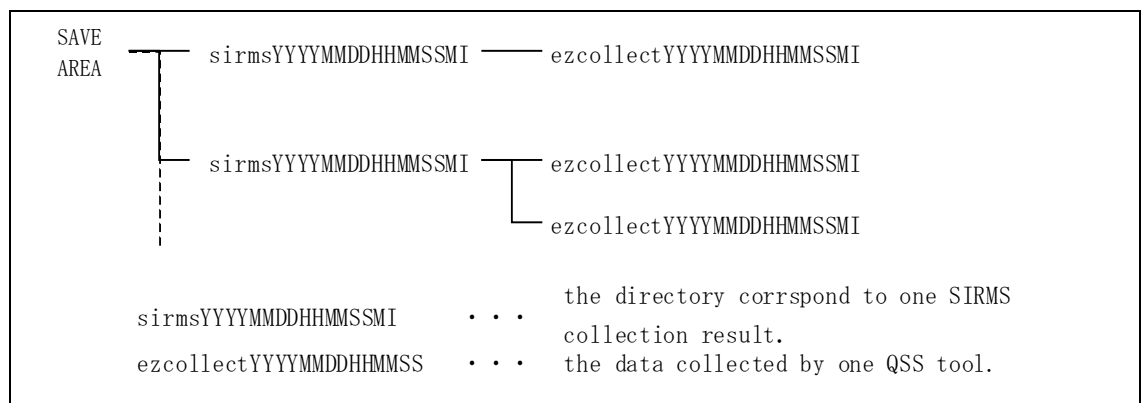 SAVE
AREA
sirmsYYYYMMDDHHMMSSMI ezcollectYYYYMMDDHHMMSSMI
sirmsYYYYMMDDHHMMSSMI ezcollectYYYYMMDDHHMMSSMI
ezcollectYYYYMMDDHHMMSSMI
the directory corrspond to one SIRMS
sirmsYYYYMMDDHHMMSSMI ・・・
collection result.
ezcollectYYYYMMDDHHMMSS ・・・ the data collected by one QSS tool.